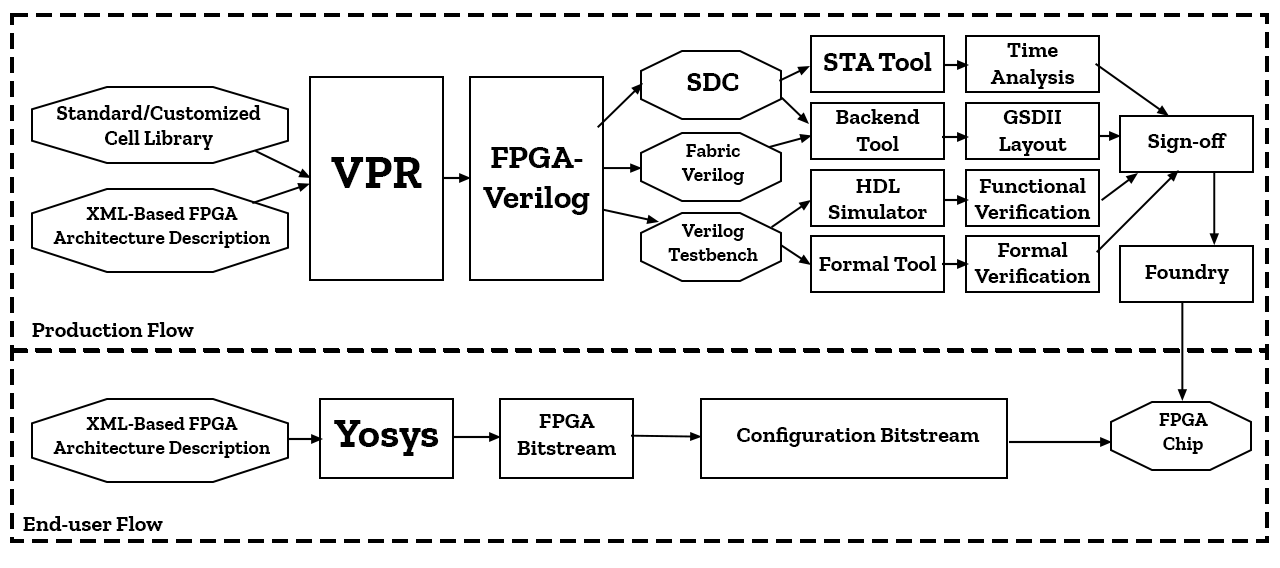 Standard/Customized
Cell Library
XML-Based FPGA
Architecture Description
VPR
FPGA-
Verilog
SDC
Fabric
Verilog
Verilog
Testbench
STA Tool
Backend
Tool
HDL
Simulator
Formal Tool
Time
Analysis
GSDII
Layout
Functional
Verification
Formal
Verification
Sign-off
Foundry
Production Flow
XML-Based FPGA
Architecture Description
Yosys
FPGA
Bitstream
Configuration Bitstream
FPGA
Chip
End-user Flow